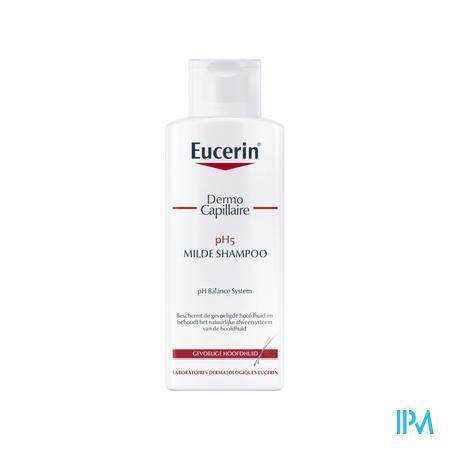 Eucerin®
Dermo
Capillaire
pH5
MILDE SHAMPOO
pH Balance System
Beschermt de gevoeligde hoofdhuid en
behoudt het natuurlijke afweersysteem
van de hoofdhuid
GEVOELIGE HOOFDHUID
LABORATOIRES DERMATOLOGIQUES EUCERIN
IPM